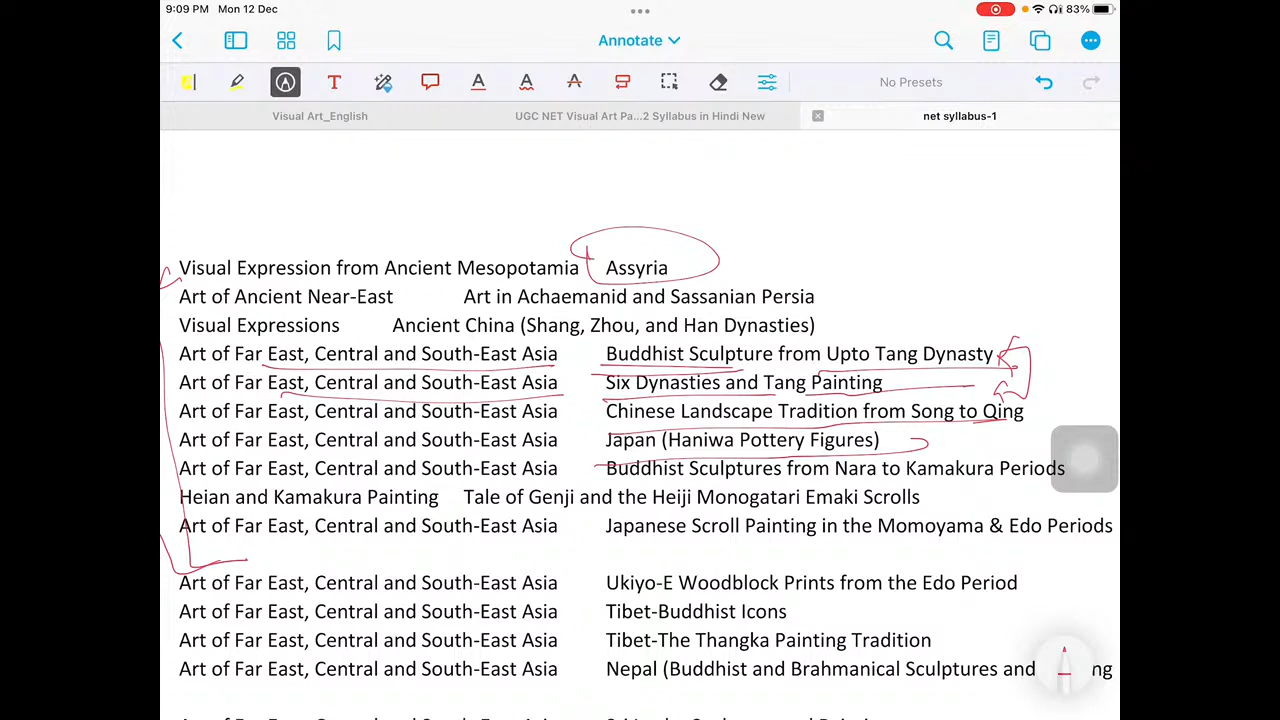 9:09 PM Mon 12 Dec
83%
Annotate
No Presets
Visual Art_English
UGC NET Visual Art Pa...2 Syllabus in Hindi New
net syllabus-1
Visual Expression from Ancient Mesopotamia Assyria
Art of Ancient Near-East Art in Achaemanid and Sassanian Persia
Visual Expressions Ancient China (Shang, Zhou, and Han Dynasties)
Art of Far East, Central and South-East Asia Buddhist Sculpture from Upto Tang Dynasty
Art of Far East, Central and South-East Asia Six Dynasties and Tang Painting
Art of Far East, Central and South-East Asia Chinese Landscape Tradition from Song to Qing
Art of Far East, Central and South-East Asia Japan (Haniwa Pottery Figures)
Art of Far East, Central and South-East Asia Buddhist Sculptures from Nara to Kamakura Periods
Heian and Kamakura Painting Tale of Genji and the Heiji Monogatari Emaki Scrolls
Art of Far East, Central and South-East Asia Japanese Scroll Painting in the Momoyama & Edo Periods
Art of Far East, Central and South-East Asia Ukiyo-E Woodblock Prints from the Edo Period
Art of Far East, Central and South-East Asia Tibet-Buddhist Icons
Art of Far East, Central and South-East Asia Tibet-The Thangka Painting Tradition
Art of Far East, Central and South-East Asia Nepal (Buddhist and Brahmanical Sculptures and